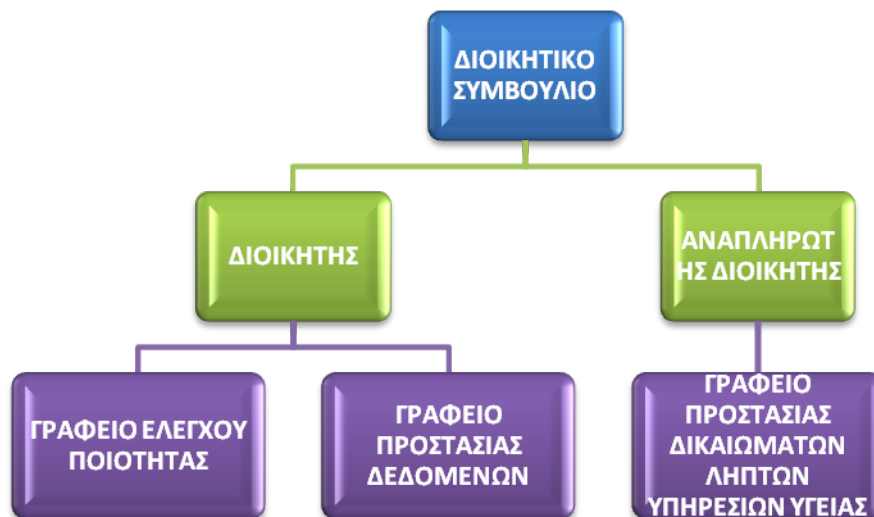 ΔΙΟΙΚΗΤΙΚΟ
ΣΥΜΒΟΥΛΙΟ
ΔΙΟΙΚΗΤΗΣ
ΑΝΑΠΛΗΡΩΤ
ΗΣ ΔΙΟΙΚΗΤΗΣ
ΓΡΑΦΕΙΟ ΕΛΕΓΧΟΥ
ΠΟΙΟΤΗΤΑΣ
ΓΡΑΦΕΙΟ
ΠΡΟΣΤΑΣΙΑΣ
ΔΕΔΟΜΕΝΩΝ
ΓΡΑΦΕΙΟ
ΠΡΟΣΤΑΣΙΑΣ
ΔΙΚΑΙΩΜΑΤΩΝ
ΛΗΠΤΩΝ
ΥΠΗΡΕΣΙΩΝ ΥΓΕΙΑΣ